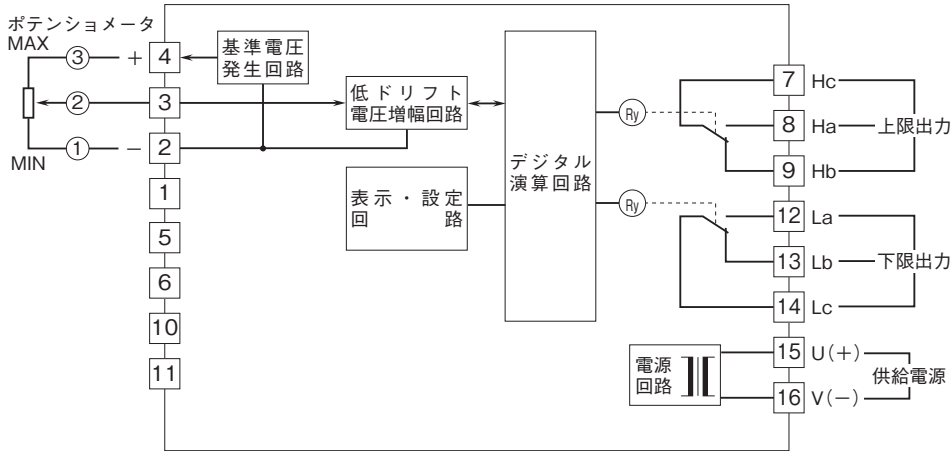 ポテンショメータ
MAX
③
+
4
基準電圧
発生回路
②
3
低ドリフト
電圧増幅回路
①
−
2
MIN
1
5
6
10
11
表示・設定
回路
デジタル
演算回路
Ry
Ry
7 Hc
8 Ha 上限出力
9 Hb
12 La
13 Lb 下限出力
14 Lc
電源
回路
15 U(+)
供給電源
16 V(−)